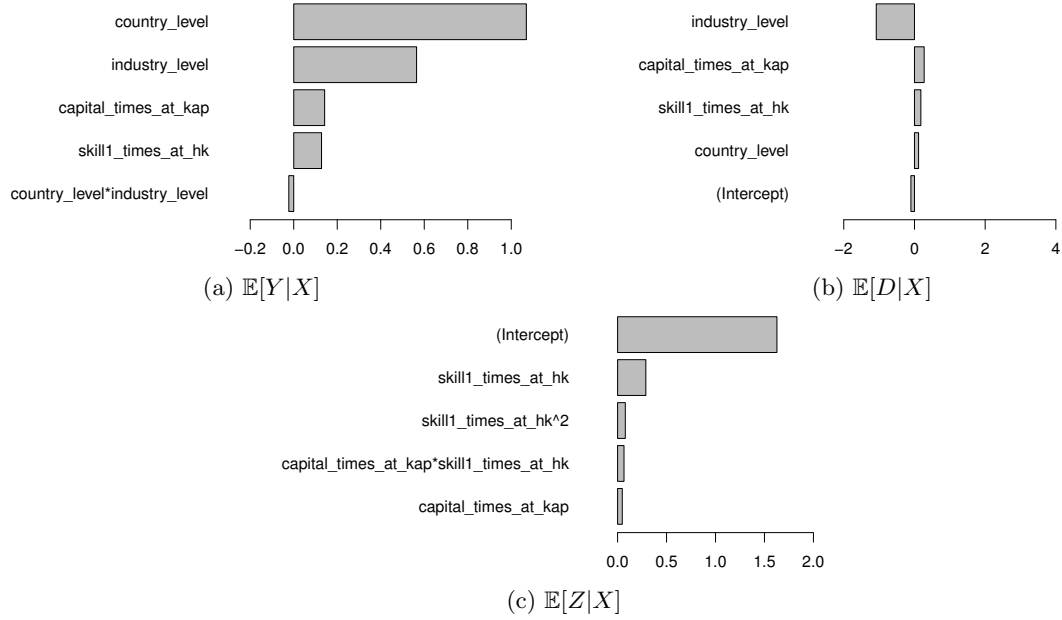 country_level
industry_level
capital_times_at_kap
skill1_times_at_hk
country_level*industry_level
−0.2 0.0 0.2 0.4 0.6 0.8 1.0
(a) 𝔼[Y|X]
industry_level
capital_times_at_kap
skill1_times_at_hk
country_level
(Intercept)
−2 0 2 4
(b) 𝔼[D|X]
(Intercept)
skill1_times_at_hk
skill1_times_at_hk^2
capital_times_at_kap*skill1_times_at_hk
capital_times_at_kap
0.0 0.5 1.0 1.5 2.0
(c) 𝔼[Z|X]